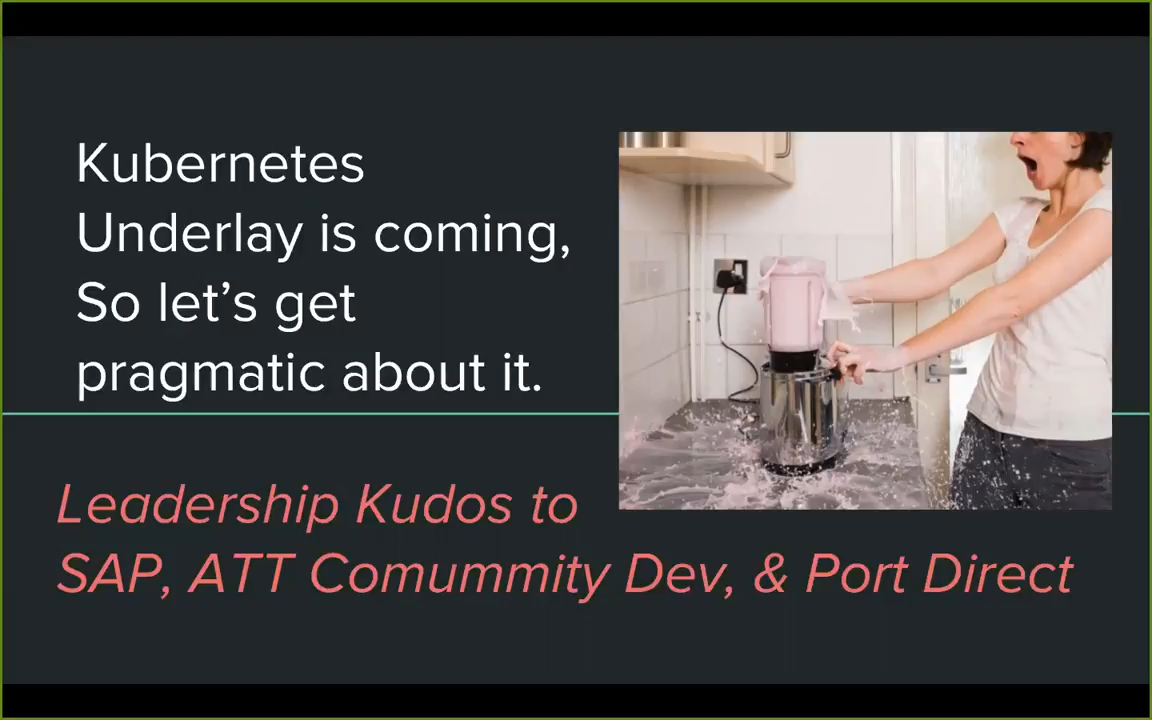 Kubernetes
Underlay is coming,
So let’s get
pragmatic about it.
Leadership Kudos to
SAP, ATT Comummity Dev, & Port Direct